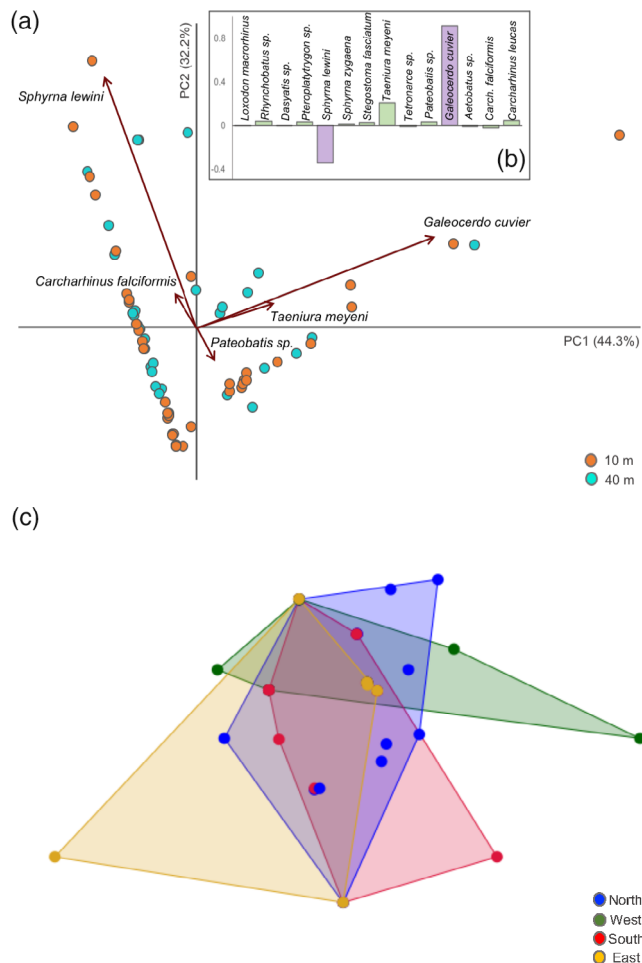 (a)
PC2 (32.2%)
0.8
0.4
0
-0.4
Loxodon macrorhinus
Rhynchobatus sp.
Dasyatis sp.
Pteroplatytrygon sp.
Sphyrna lewini
Sphyrna zygaena
Stegostoma fasciatum
Taeniura meyeni
Tetronarce sp.
Pateobatis sp.
Galeocerdo cuvier
Aetobatus sp.
Carch. falciformis
Carcharhinus leucas
(b)
Sphyrna lewini
Galeocerdo cuvier
Carcharhinus falciformis
Taeniura meyeni
Pateobatis sp.
PC1 (44.3%)
10 m
40 m
(c)
North
West
South
East